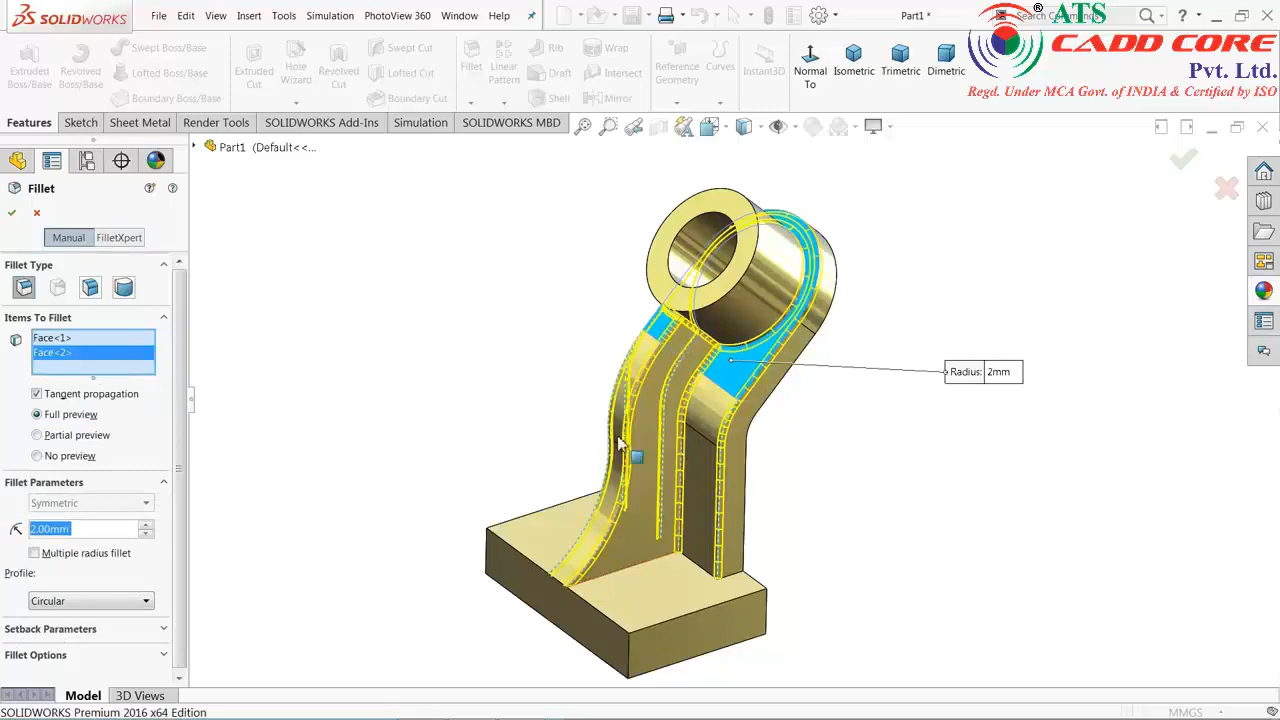 SOLIDWORKS
File Edit View Insert Tools Simulation PhotoView 360 Window Help
Part1 *
Search Commands
?
® ATS
CADD CORE
Pvt. Ltd.
Regd. Under MCA Govt. of INDIA & Certified by ISO
Extruded Boss/Base
Revolved Boss/Base
Swept Boss/Base
Lofted Boss/Base
Boundary Boss/Base
Extruded Cut
Hole Wizard
Revolved Cut
Swept Cut
Lofted Cut
Boundary Cut
Fillet
Linear Pattern
Rib
Draft
Shell
Wrap
Intersect
Mirror
Reference Geometry
Curves
Instant3D
Normal To
Isometric
Trimetric
Dimetric
Features Sketch Sheet Metal Render Tools SOLIDWORKS Add-Ins Simulation SOLIDWORKS MBD
Part1 (Default<<...
Fillet
Manual FilletXpert
Fillet Type
Items To Fillet
Face<1>
Face<2>
Tangent propagation
Full preview
Partial preview
No preview
Fillet Parameters
Symmetric
2.00mm
Multiple radius fillet
Profile:
Circular
Setback Parameters
Fillet Options
Radius: 2mm
Model 3D Views
SOLIDWORKS Premium 2016 x64 Edition
MMGS